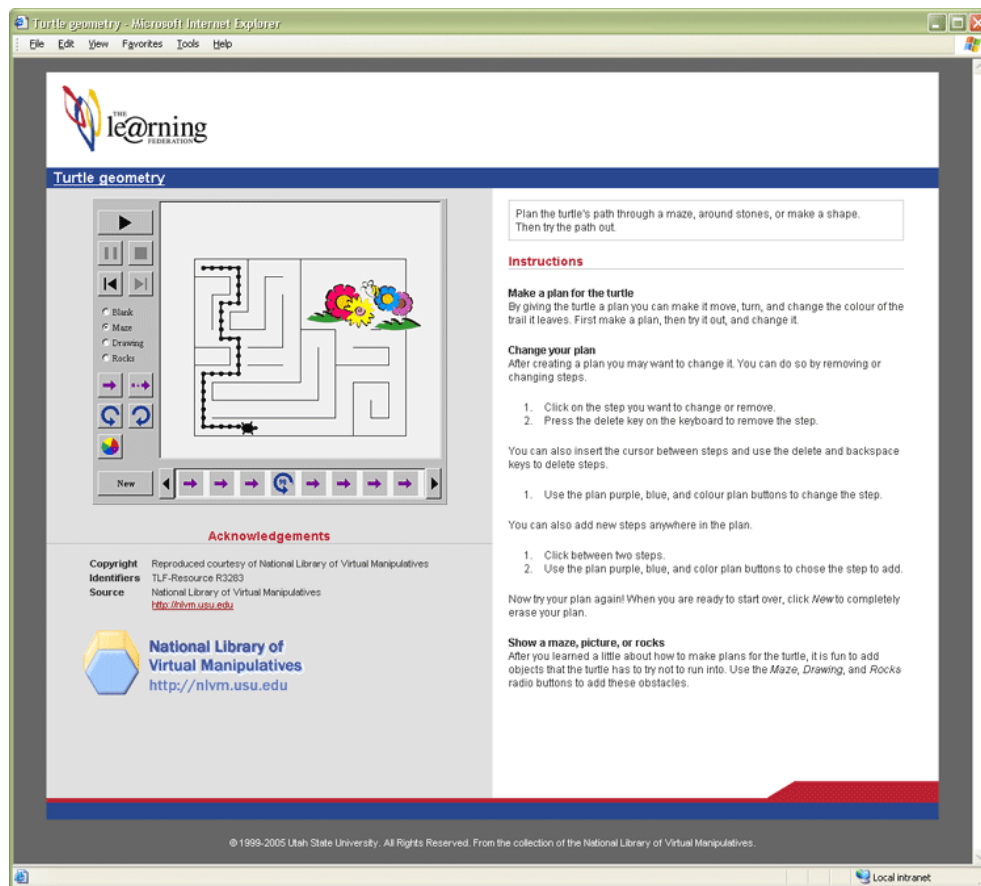 Turtle geometry - Microsoft Internet Explorer
File Edit View Favorites Tools Help
THE
le@rning
FEDERATION
Turtle geometry
Blank
Maze
Drawing
Rocks
New
90
Acknowledgements
Copyright Reproduced courtesy of National Library of Virtual Manipulatives
Identifiers TLF-Resource R3283
Source National Library of Virtual Manipulatives
http://nlvm.usu.edu
National Library of
Virtual Manipulatives
http://nlvm.usu.edu
Plan the turtle's path through a maze, around stones, or make a shape.
Then try the path out.
Instructions
Make a plan for the turtle
By giving the turtle a plan you can make it move, turn, and change the colour of the
trail it leaves. First make a plan, then try it out, and change it.
Change your plan
After creating a plan you may want to change it. You can do so by removing or
changing steps.
1. Click on the step you want to change or remove.
2. Press the delete key on the keyboard to remove the step.
You can also insert the cursor between steps and use the delete and backspace
keys to delete steps.
1. Use the plan purple, blue, and colour plan buttons to change the step.
You can also add new steps anywhere in the plan.
1. Click between two steps.
2. Use the plan purple, blue, and color plan buttons to chose the step to add.
Now try your plan again! When you are ready to start over, click New to completely
erase your plan.
Show a maze, picture, or rocks
After you learned a little about how to make plans for the turtle, it is fun to add
objects that the turtle has to try not to run into. Use the Maze, Drawing, and Rocks
radio buttons to add these obstacles.
© 1999-2005 Utah State University. All Rights Reserved. From the collection of the National Library of Virtual Manipulatives.
Local intranet